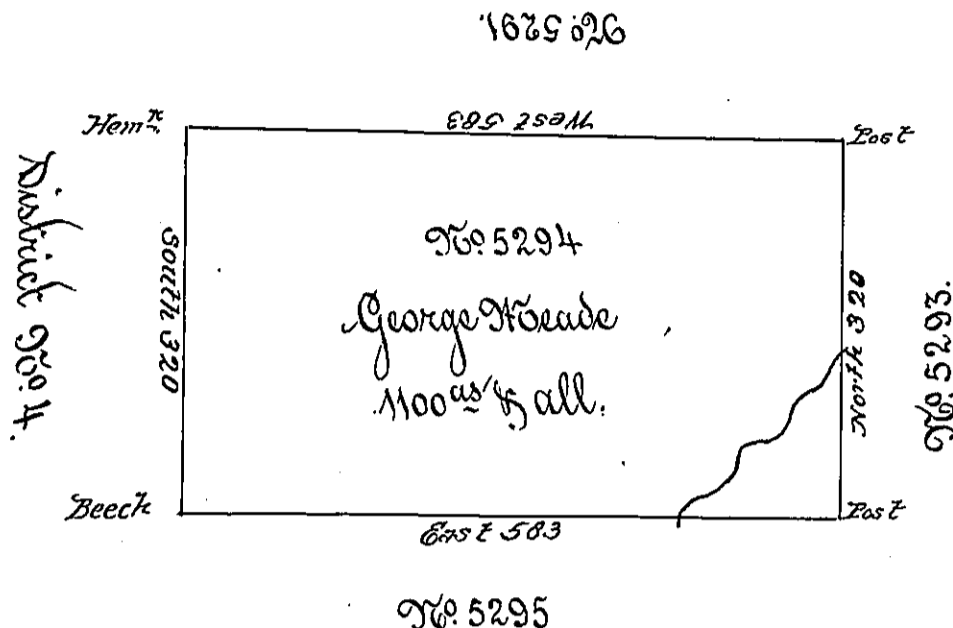 No. 5291.
Hem^k
West 583
Post
District No. 4.
South 320
No. 5294
George Meade
1100 as & all.
North 320
No. 5293.
Beech
East 583
Post
No. 5295